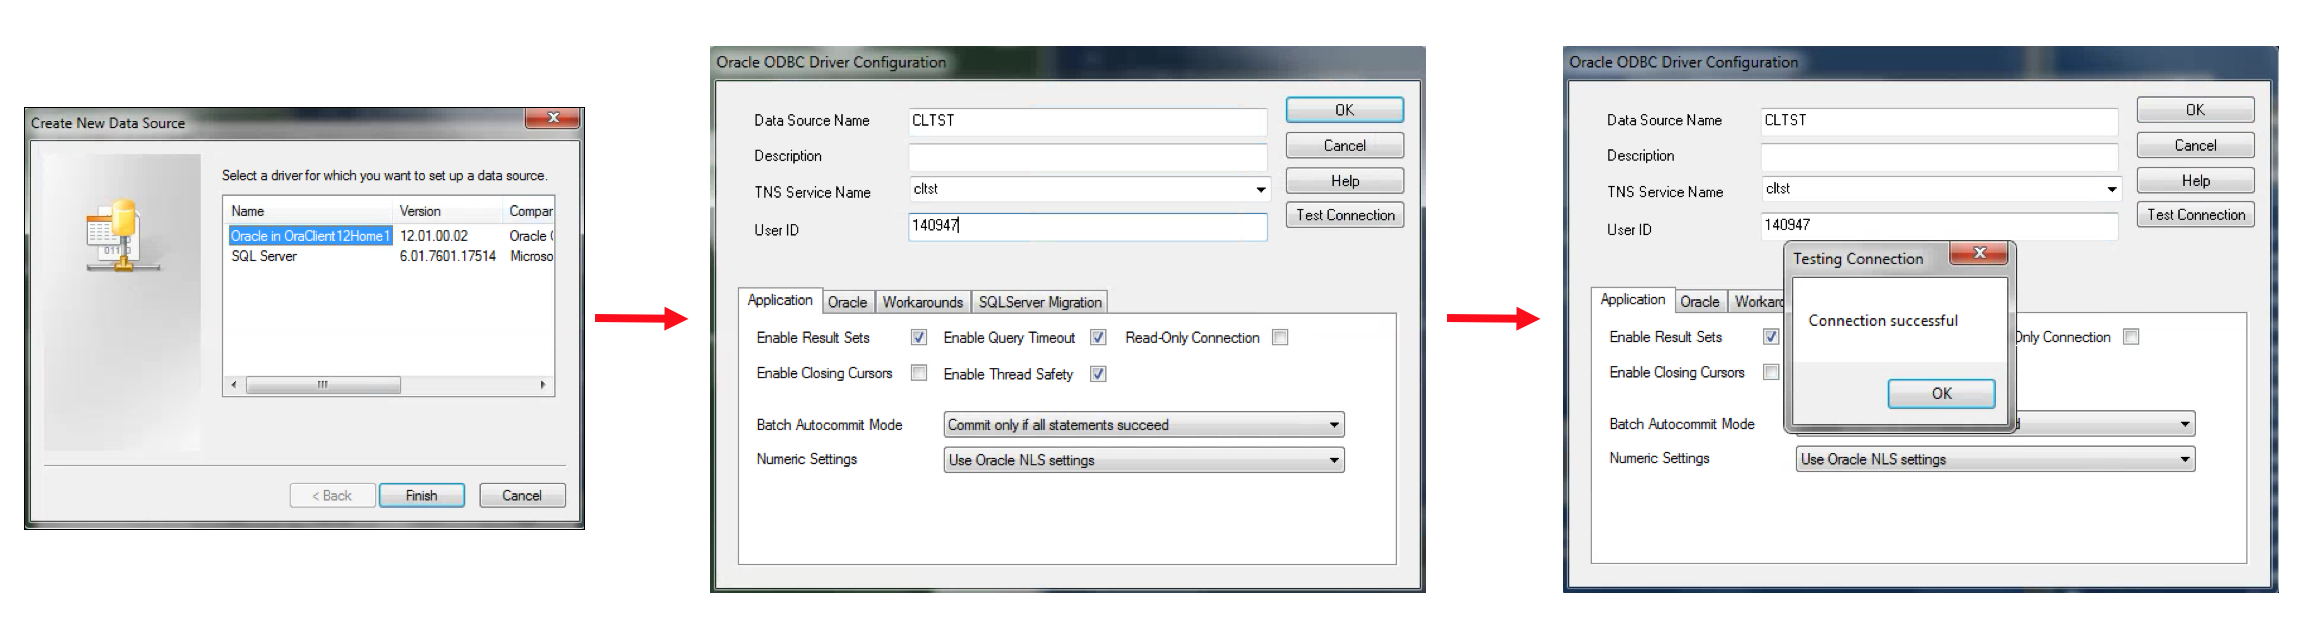 Create New Data Source
Select a driver for which you want to set up a data source.
Name Version Compar
Oracle in OraClient12Home1 12.01.00.02 Oracle (
SQL Server 6.01.7601.17514 Microso
< Back Finish Cancel
Oracle ODBC Driver Configuration
Data Source Name CLTST OK
Description Cancel
TNS Service Name cltst Help
User ID 140947 Test Connection
Application Oracle Workarounds SQLServer Migration
Enable Result Sets Enable Query Timeout Read-Only Connection
Enable Closing Cursors Enable Thread Safety
Batch Autocommit Mode Commit only if all statements succeed
Numeric Settings Use Oracle NLS settings
Oracle ODBC Driver Configuration
Data Source Name CLTST OK
Description Cancel
TNS Service Name cltst Help
User ID 140947 Test Connection
Testing Connection
Connection successful
OK
Application Oracle Workaro
Enable Result Sets Only Connection
Enable Closing Cursors
Batch Autocommit Mode d
Numeric Settings Use Oracle NLS settings